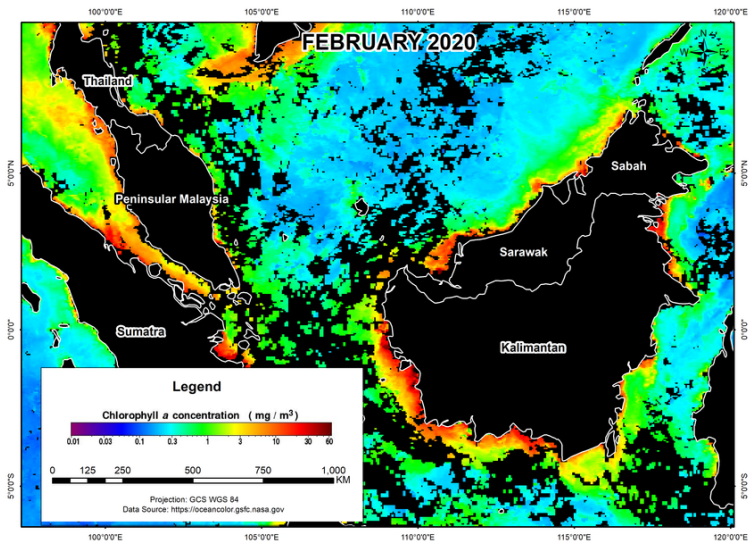 100°0'0"E 105°0'0"E 110°0'0"E 115°0'0"E 120°0'0"E
FEBRUARY 2020
N
W E
S
Thailand
5°0'0"N
5°0'0"N
Sabah
Peninsular Malaysia
Sarawak
0°0'0"
0°0'0"
Sumatra
Kalimantan
Legend
Chlorophyll a concentration ( mg / m³)
0.01 0.03 0.1 0.3 1 3 10 30 60
0 125 250 500 750 1,000
KM
5°0'0"S
5°0'0"S
Projection: GCS WGS 84
Data Source: https://oceancolor.gsfc.nasa.gov
100°0'0"E 105°0'0"E 110°0'0"E 115°0'0"E 120°0'0"E